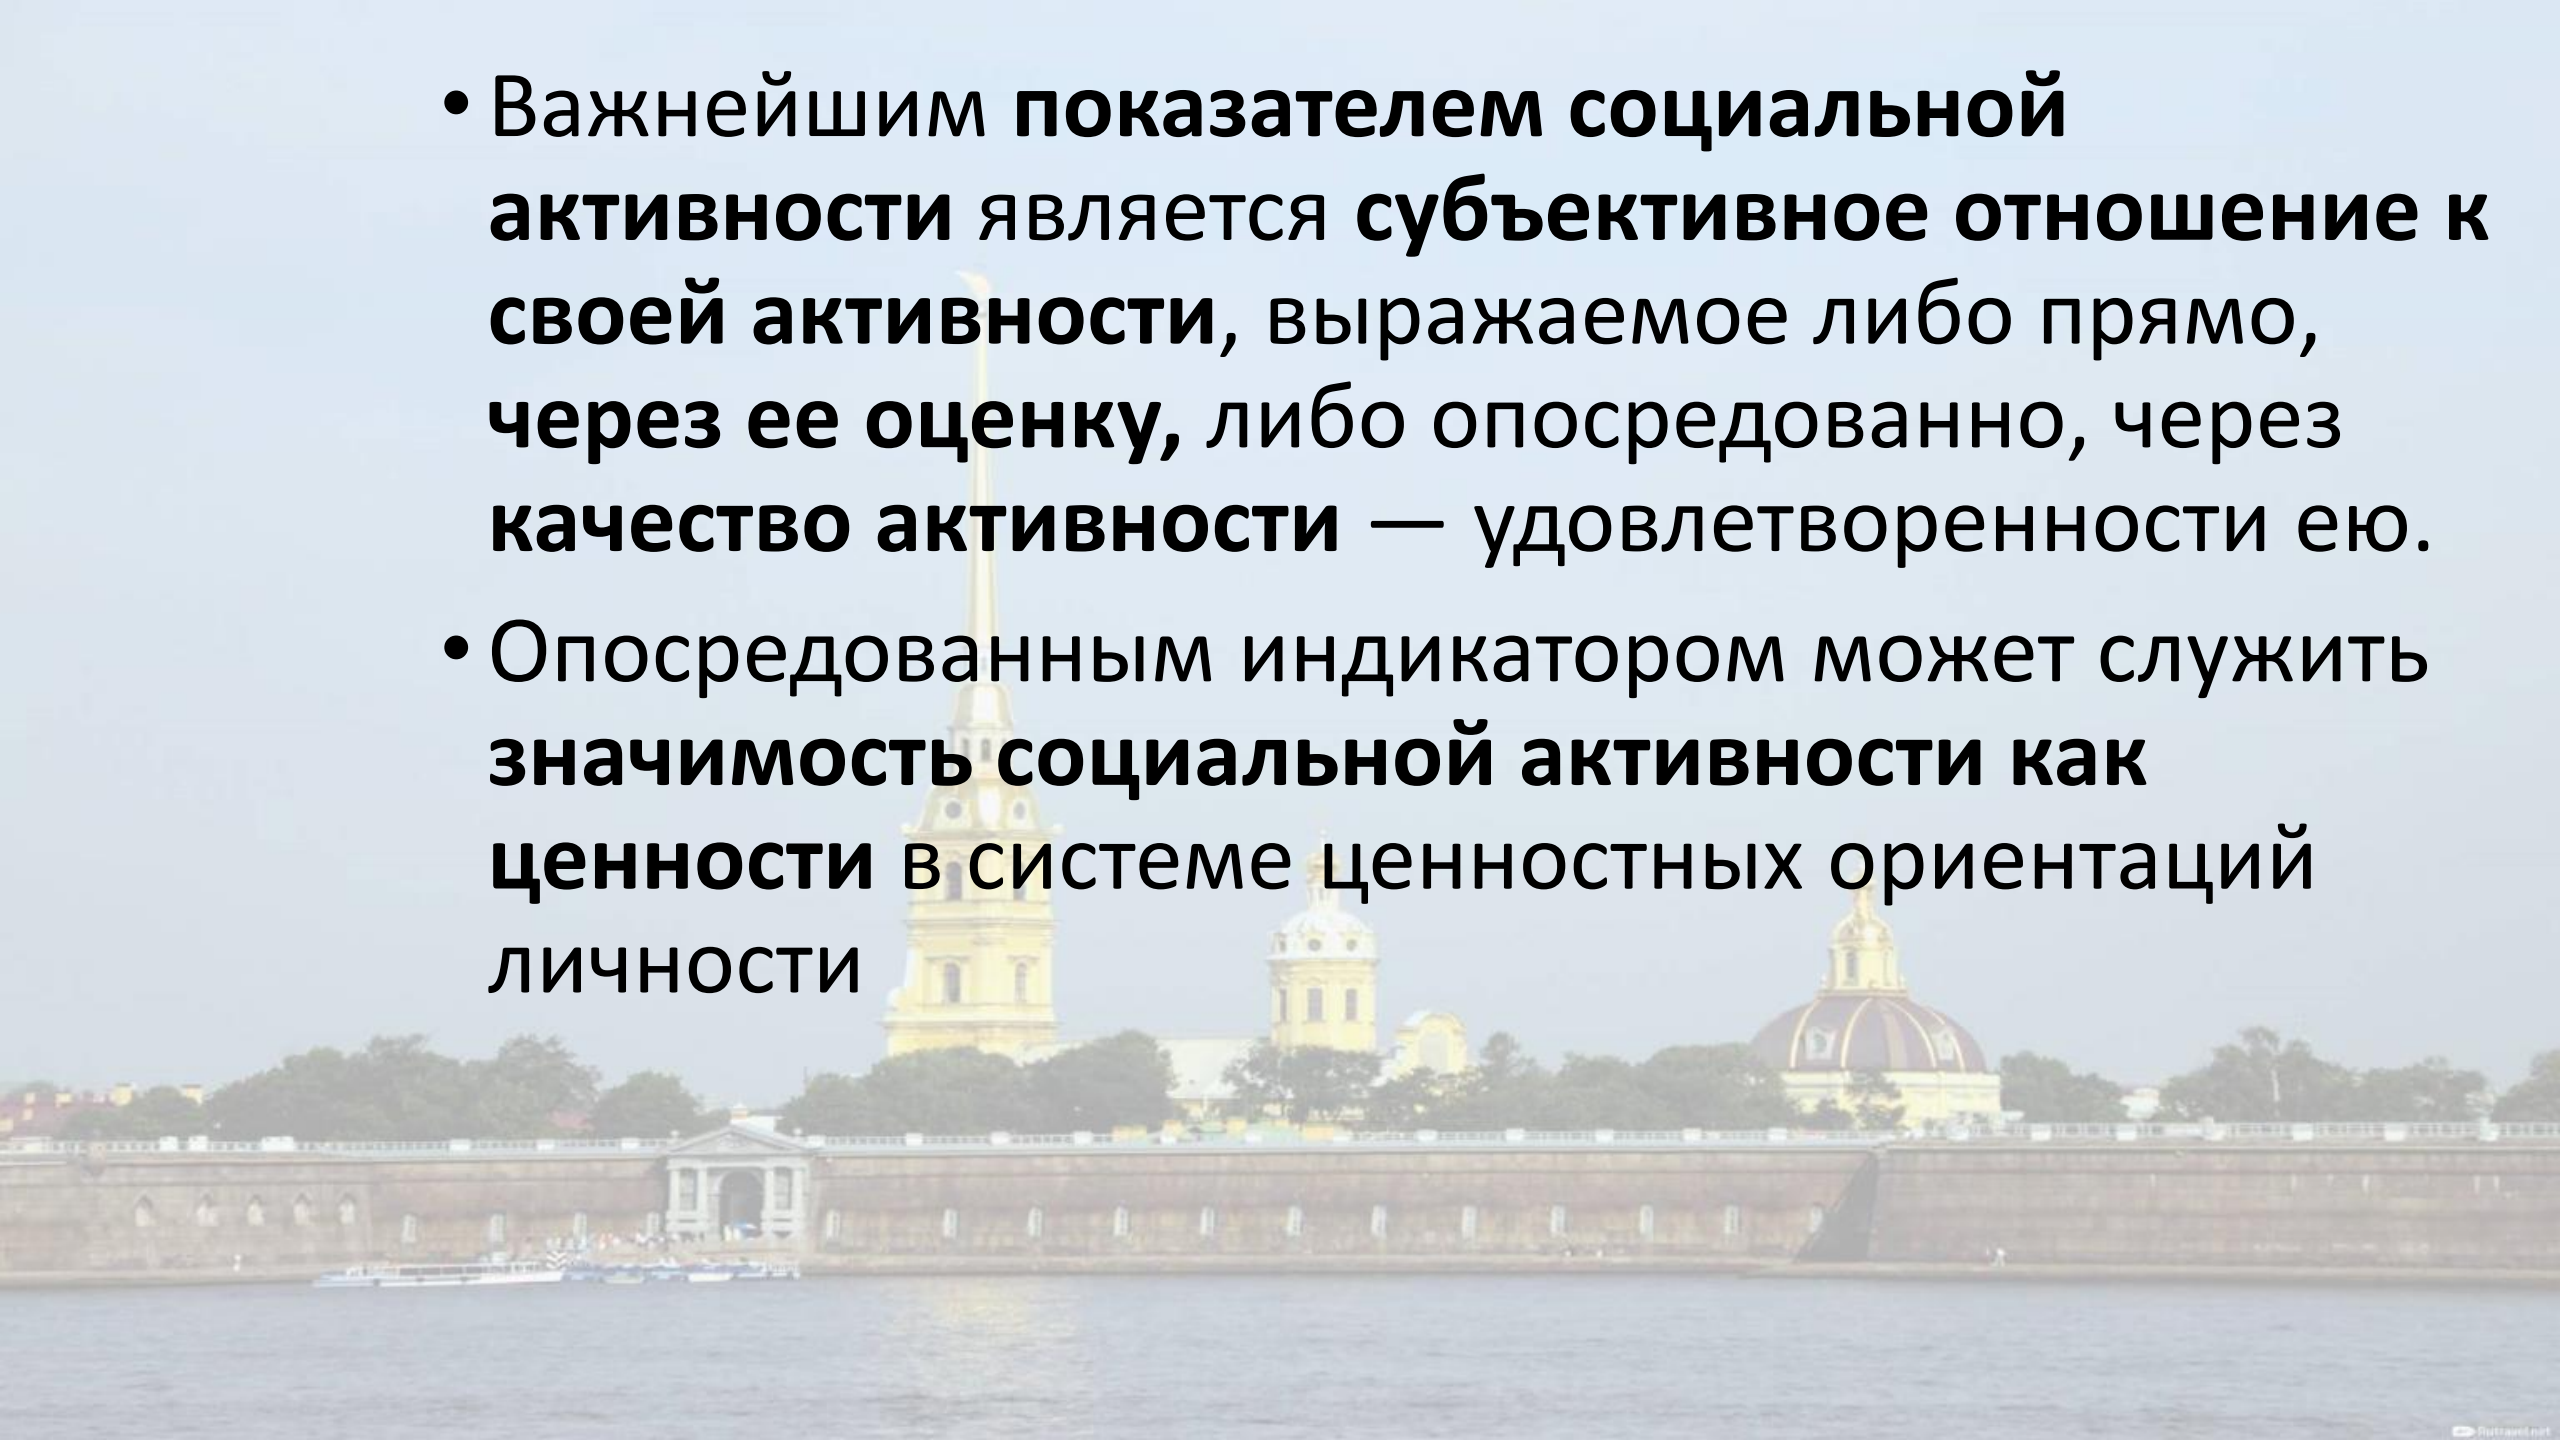 • Важнейшим показателем социальной
активности является субъективное отношение к
своей активности, выражаемое либо прямо,
через ее оценку, либо опосредованно, через
качество активности — удовлетворенности ею.
• Опосредованным индикатором может служить
значимость социальной активности как
ценности в системе ценностных ориентаций
личности